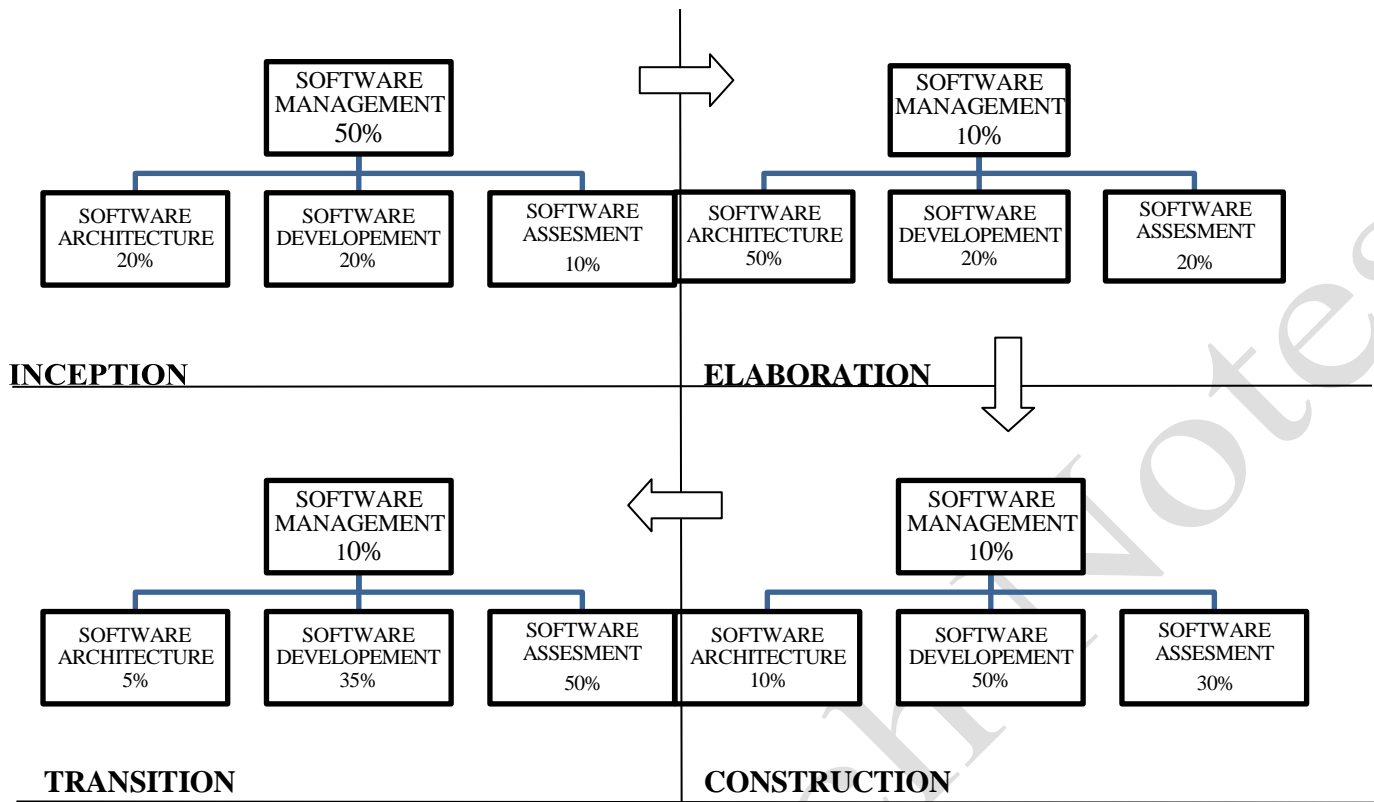 SOFTWARE
MANAGEMENT
50%
SOFTWARE
ARCHITECTURE
20%
SOFTWARE
DEVELOPEMENT
20%
SOFTWARE
ASSESMENT
10%
INCEPTION
SOFTWARE
MANAGEMENT
10%
SOFTWARE
ARCHITECTURE
50%
SOFTWARE
DEVELOPEMENT
20%
SOFTWARE
ASSESMENT
20%
ELABORATION
SOFTWARE
MANAGEMENT
10%
SOFTWARE
ARCHITECTURE
5%
SOFTWARE
DEVELOPEMENT
35%
SOFTWARE
ASSESMENT
50%
TRANSITION
SOFTWARE
MANAGEMENT
10%
SOFTWARE
ARCHITECTURE
10%
SOFTWARE
DEVELOPEMENT
50%
SOFTWARE
ASSESMENT
30%
CONSTRUCTION
Notes